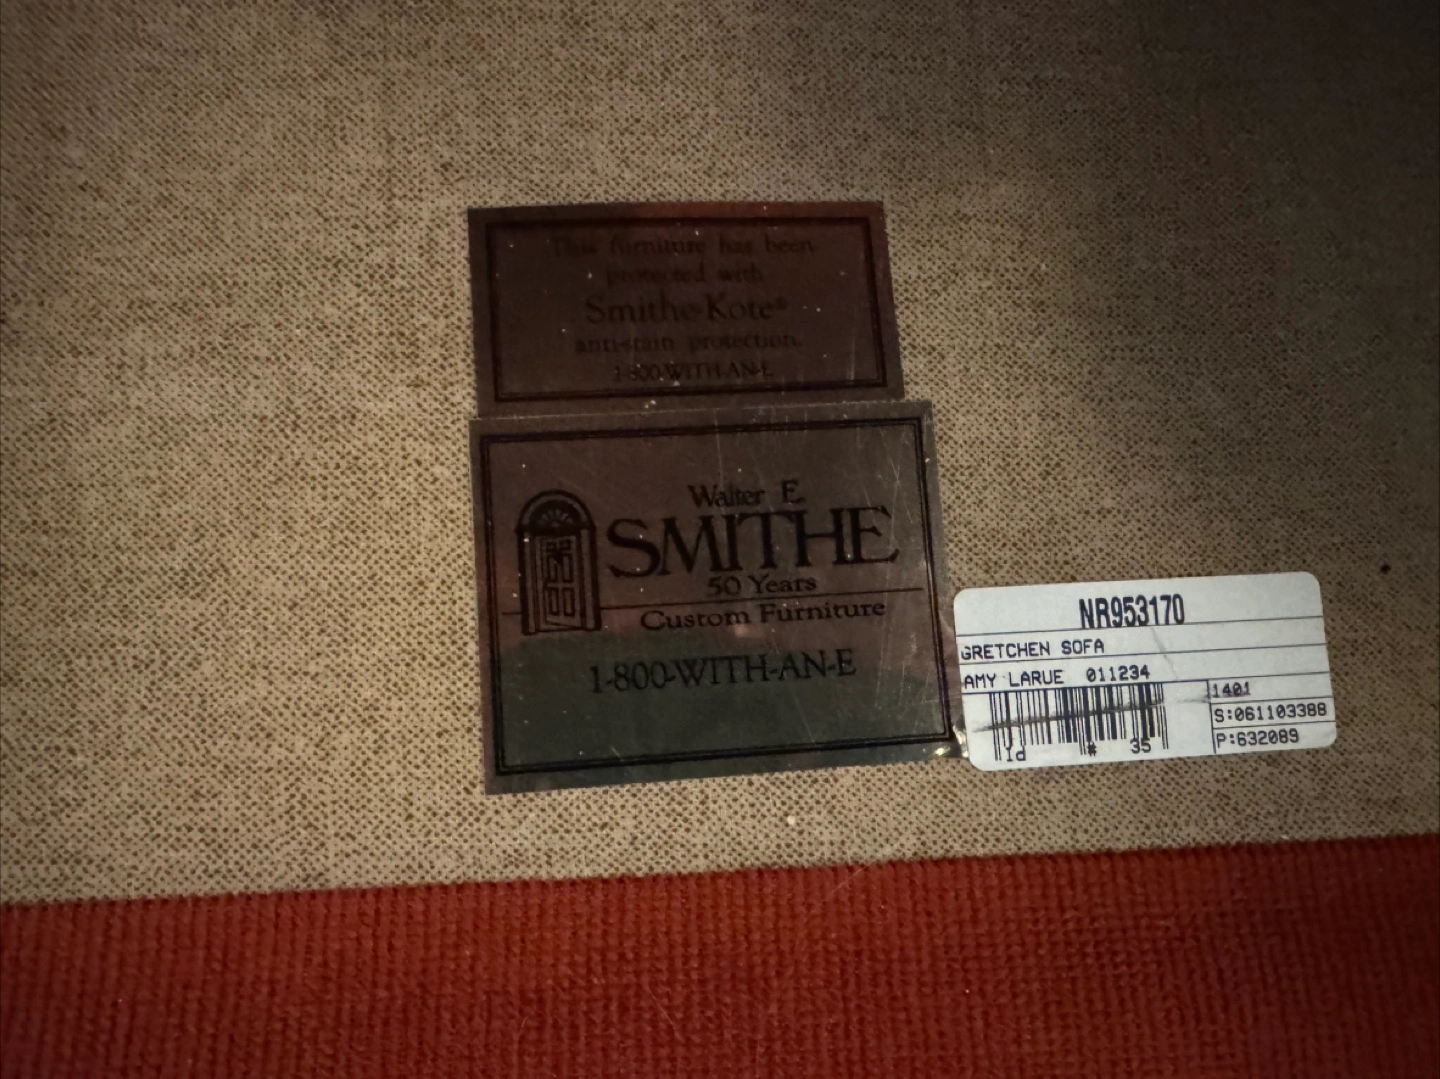 This furniture has been
protected with
Smithe-Kote®
anti-stain protection.
1-800-WITH-AN-E
Walter E.
SMITHE
50 Years
Custom Furniture
1-800-WITH-AN-E
NR953170
GRETCHEN SOFA
AMY LARUE 011234
1401
S:061103388
P:632089
1d # 35